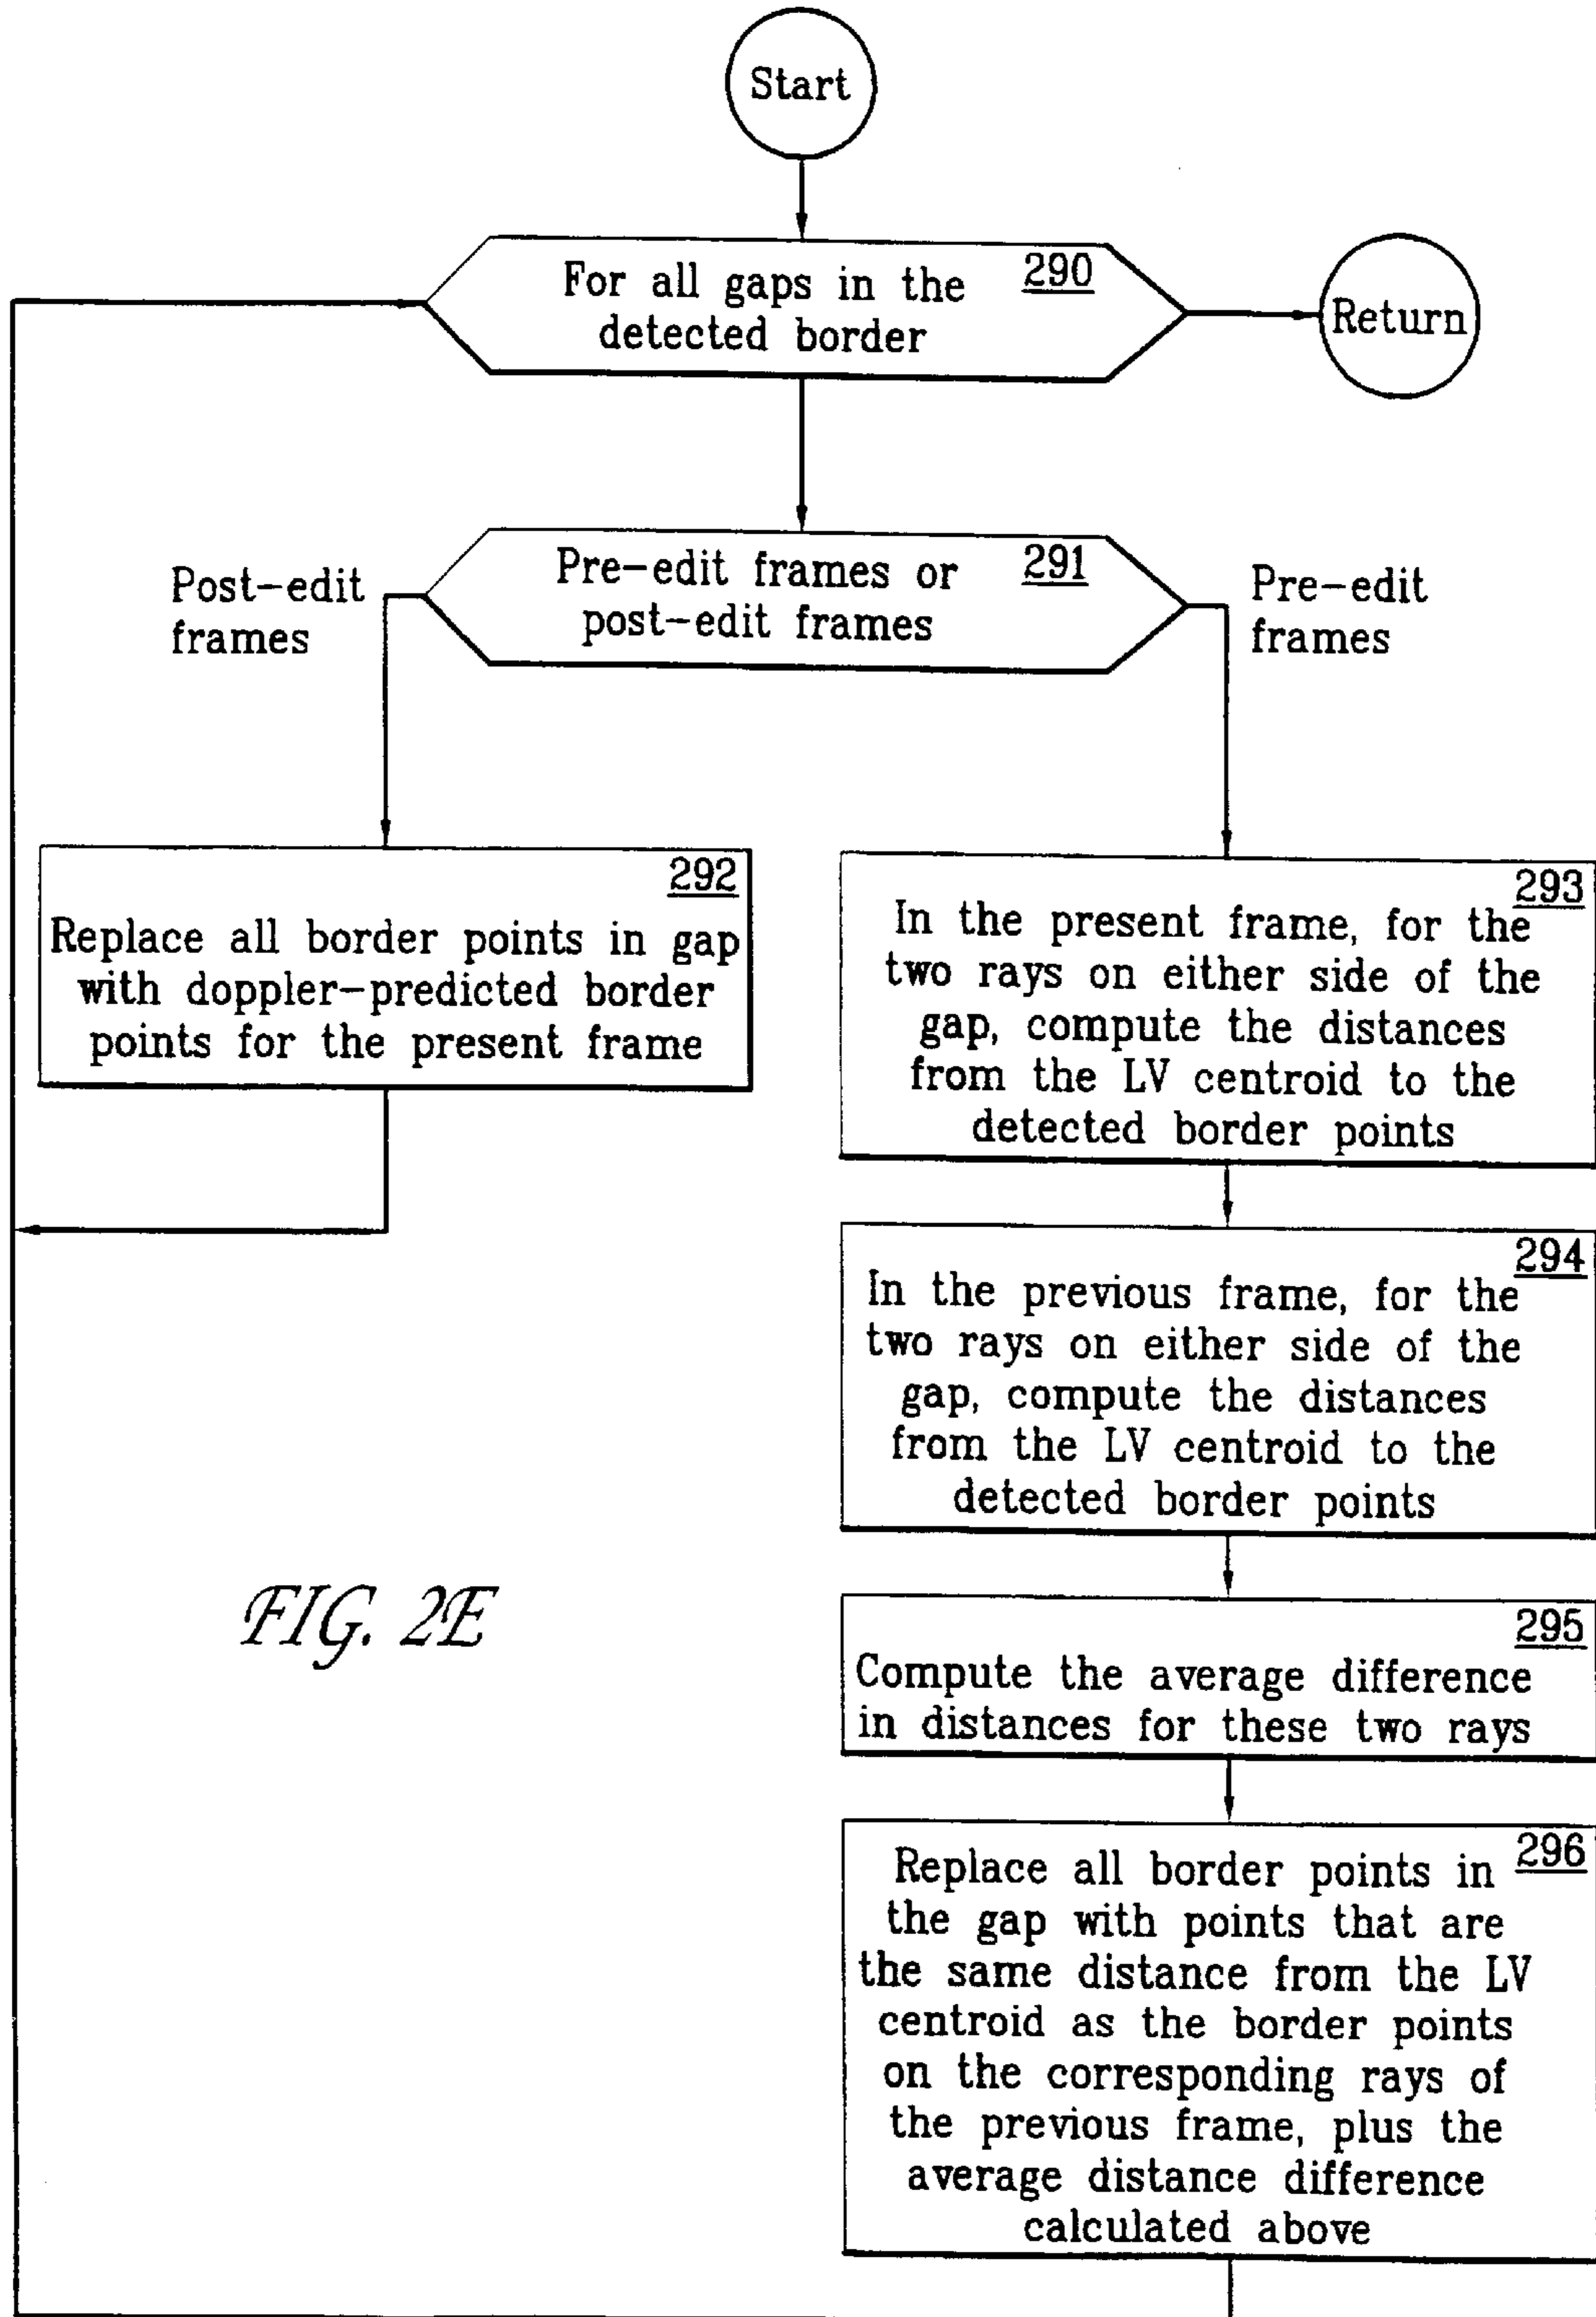 Start
For all gaps in the
detected border
290
Return
Pre-edit frames or
post-edit frames
291
Post-edit
frames
Pre-edit
frames
292
Replace all border points in gap
with doppler-predicted border
points for the present frame
293
In the present frame, for the
two rays on either side of the
gap, compute the distances
from the LV centroid to the
detected border points
294
In the previous frame, for the
two rays on either side of the
gap, compute the distances
from the LV centroid to the
detected border points
FIG. 2E
295
Compute the average difference
in distances for these two rays
296
Replace all border points in
the gap with points that are
the same distance from the LV
centroid as the border points
on the corresponding rays of
the previous frame, plus the
average distance difference
calculated above